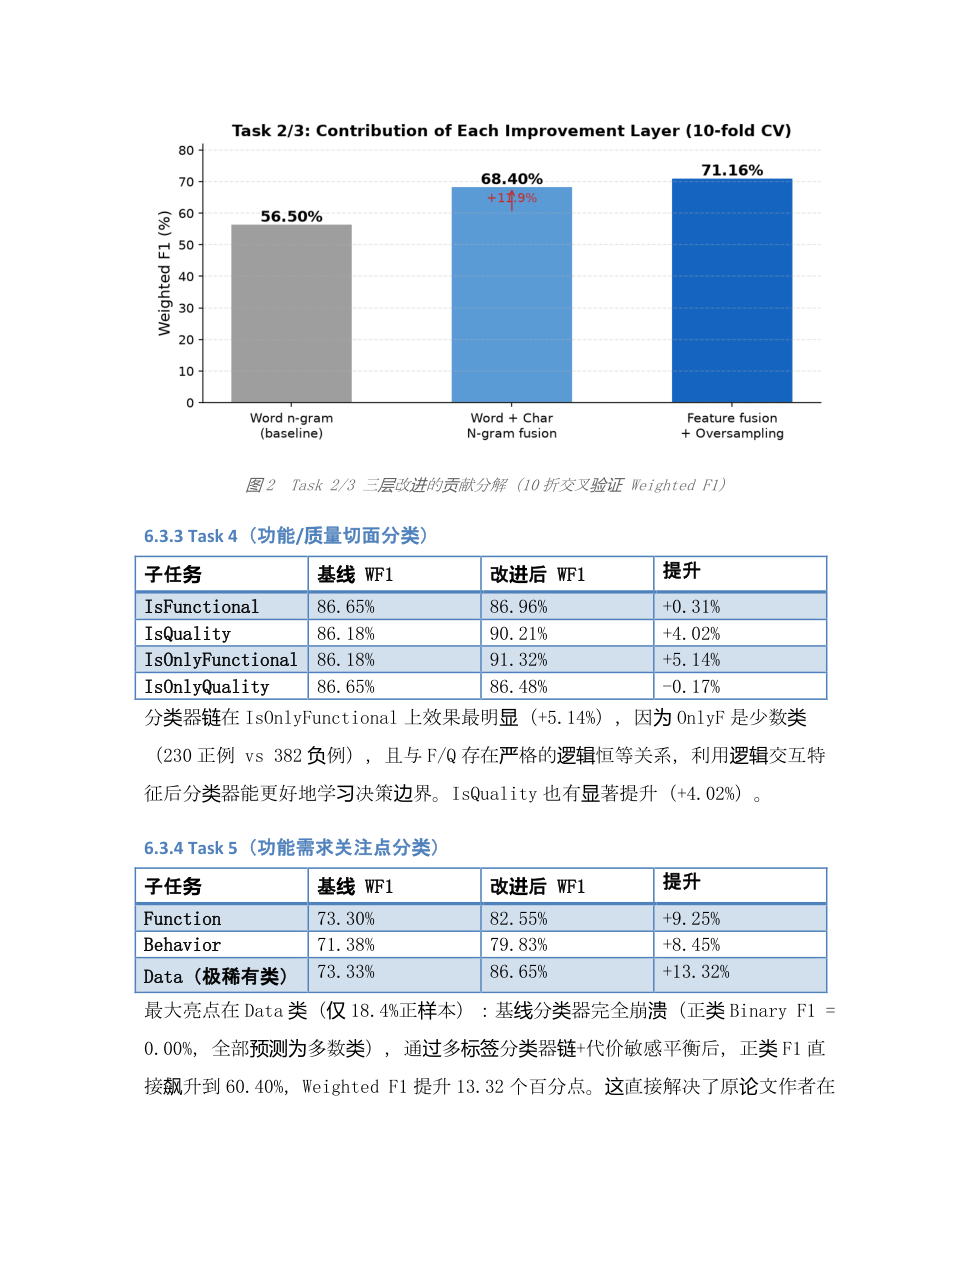 Task 2/3: Contribution of Each Improvement Layer (10-fold CV)
Weighted F1 (%)
80
70
60
50
40
30
20
10
0
56.50%
68.40%
+11.9%
71.16%
Word n-gram
(baseline)
Word + Char
N-gram fusion
Feature fusion
+ Oversampling
图 2 Task 2/3 三层改进的贡献分解（10 折交叉验证 Weighted F1）
6.3.3 Task 4（功能/质量切面分类）
子任务 基线 WF1 改进后 WF1 提升
IsFunctional 86.65% 86.96% +0.31%
IsQuality 86.18% 90.21% +4.02%
IsOnlyFunctional 86.18% 91.32% +5.14%
IsOnlyQuality 86.65% 86.48% -0.17%
分类器链在 IsOnlyFunctional 上效果最明显（+5.14%），因为 OnlyF 是少数类
（230 正例 vs 382 负例），且与 F/Q 存在严格的逻辑恒等关系，利用逻辑交互特
征后分类器能更好地学习决策边界。IsQuality 也有显著提升（+4.02%）。
6.3.4 Task 5（功能需求关注点分类）
子任务 基线 WF1 改进后 WF1 提升
Function 73.30% 82.55% +9.25%
Behavior 71.38% 79.83% +8.45%
Data（极稀有类） 73.33% 86.65% +13.32%
最大亮点在 Data 类（仅 18.4%正样本）：基线分类器完全崩溃（正类 Binary F1 =
0.00%，全部预测为多数类），通过多标签分类器链+代价敏感平衡后，正类 F1 直
接飙升到 60.40%，Weighted F1 提升 13.32 个百分点。这直接解决了原论文作者在